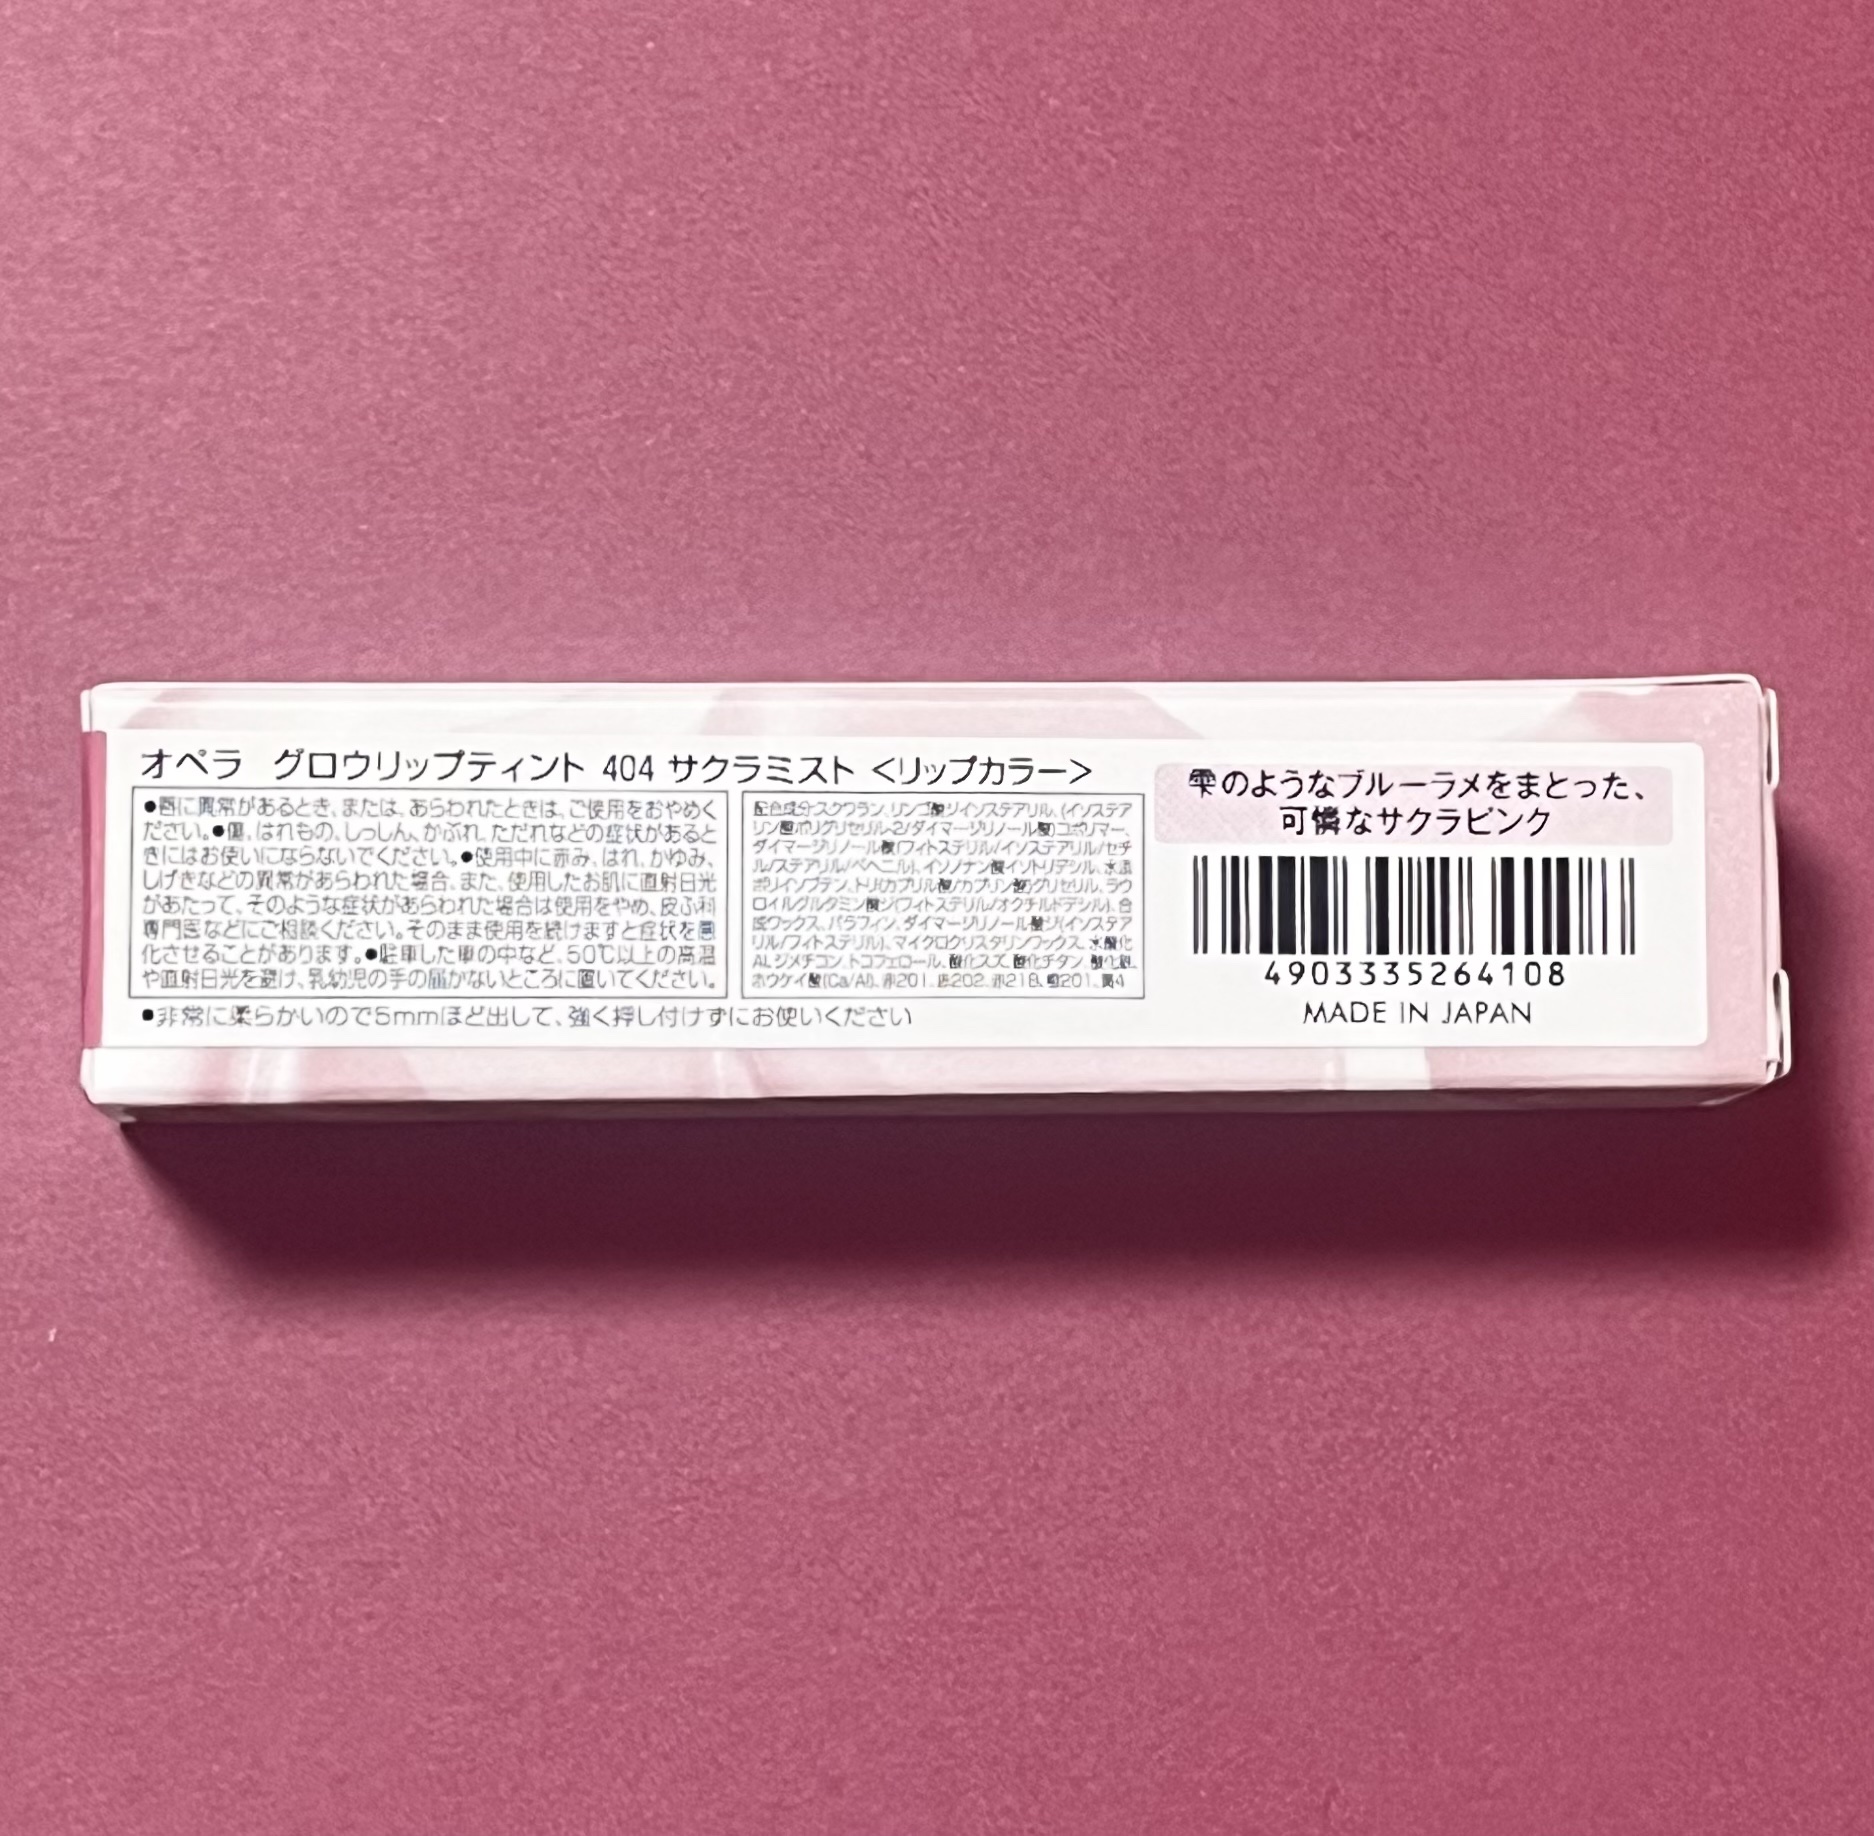 オペラ グロウリップティント 404 サクラミスト <リップカラー>
●唇に異常があるとき、または、あらわれたときは、ご使用をおやめく
ださい。●傷、はれもの、しっしん、かぶれ、ただれなどの症状があると
きにはお使いにならないでください。●使用中に赤み、はれ、かゆみ、
しげきなどの異常があらわれた場合、また、使用したお肌に直射日光
があたって、そのような症状があらわれた場合は使用をやめ、皮ふ科
専門医などにご相談ください。そのまま使用を続けますと症状を悪
化させることがあります。●駐車した車の中など、50℃以上の高温
や直射日光を避け、乳幼児の手の届かないところに置いてください。
●非常に柔らかいので5mmほど出して、強く押し付けずにお使いください
配合成分:スクワラン、リンゴ酸ジイソステアリル、(イソステア
リン酸ポリグリセリル-2/ダイマージリノール酸)コポリマー、
ダイマージリノール酸(フィトステリル/イソステアリル/セチ
ル/ステアリル/ベヘニル)、イソノナン酸イソトリデシル、水添
ポリイソブテン、トリ(カプリル酸/カプリン酸)グリセリル、ラウ
ロイルグルタミン酸ジ(フィトステリル/オクチルドデシル)、合
成ワックス、パラフィン、ダイマージリノール酸ジ(イソステア
リル/フィトステリル)、マイクロクリスタリンワックス、水酸化
Al、ジメチコン、トコフェロール、酸化スズ、酸化チタン、酸化鉄、
ホウケイ酸(Ca/Al)、赤201、赤202、赤218、黄4
雫のようなブルーラメをまとった、
可憐なサクラピンク
4903335264108
MADE IN JAPAN